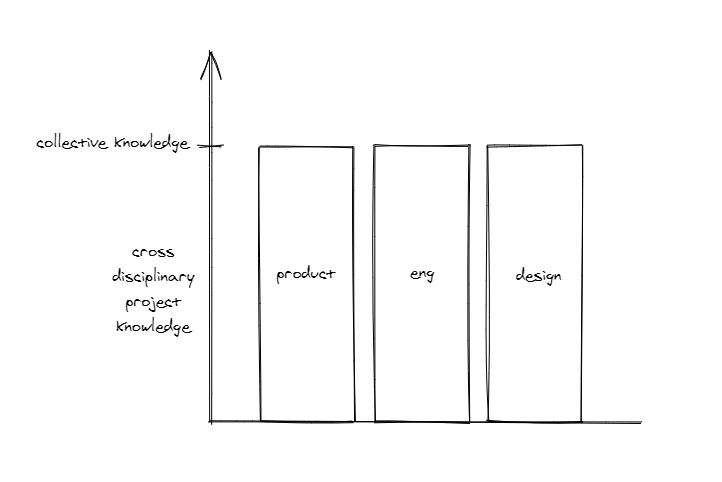 collective knowledge
cross
disciplinary
project
knowledge
product
eng
design